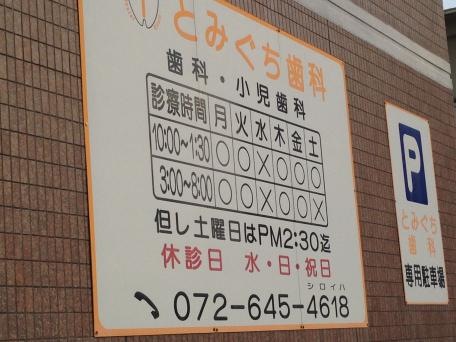 とみぐち歯科
歯科・小児歯科
診療時間 月 火 水 木 金 土
10:00~1:30 ○ ○ × ○ ○ ○
3:00~8:00 ○ ○ × ○ ○ ×
但し土曜日はPM2:30迄
休診日 水・日・祝日
シロイハ
072-645-4618
P
とみぐち
歯科
専用駐車場